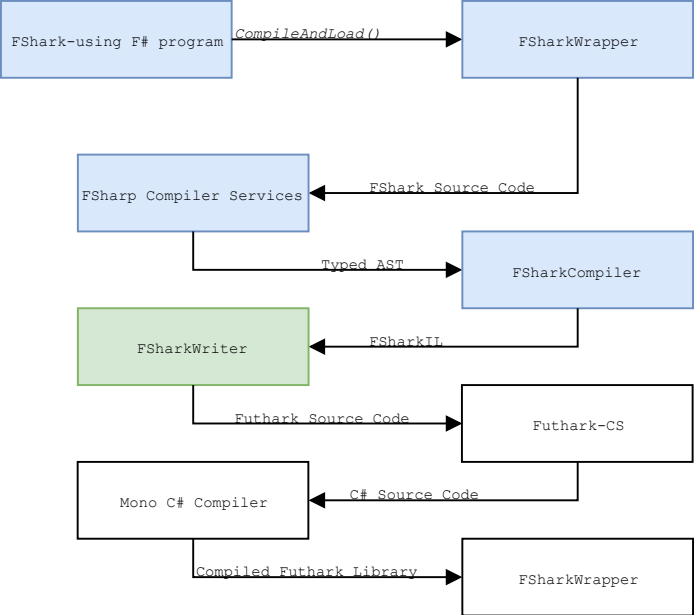 FShark-using F# program
CompileAndLoad()
FSharkWrapper
FShark Source Code
FSharp Compiler Services
Typed AST
FSharkCompiler
FSharkIL
FSharkWriter
Futhark Source Code
Futhark-CS
C# Source Code
Mono C# Compiler
Compiled Futhark Library
FSharkWrapper